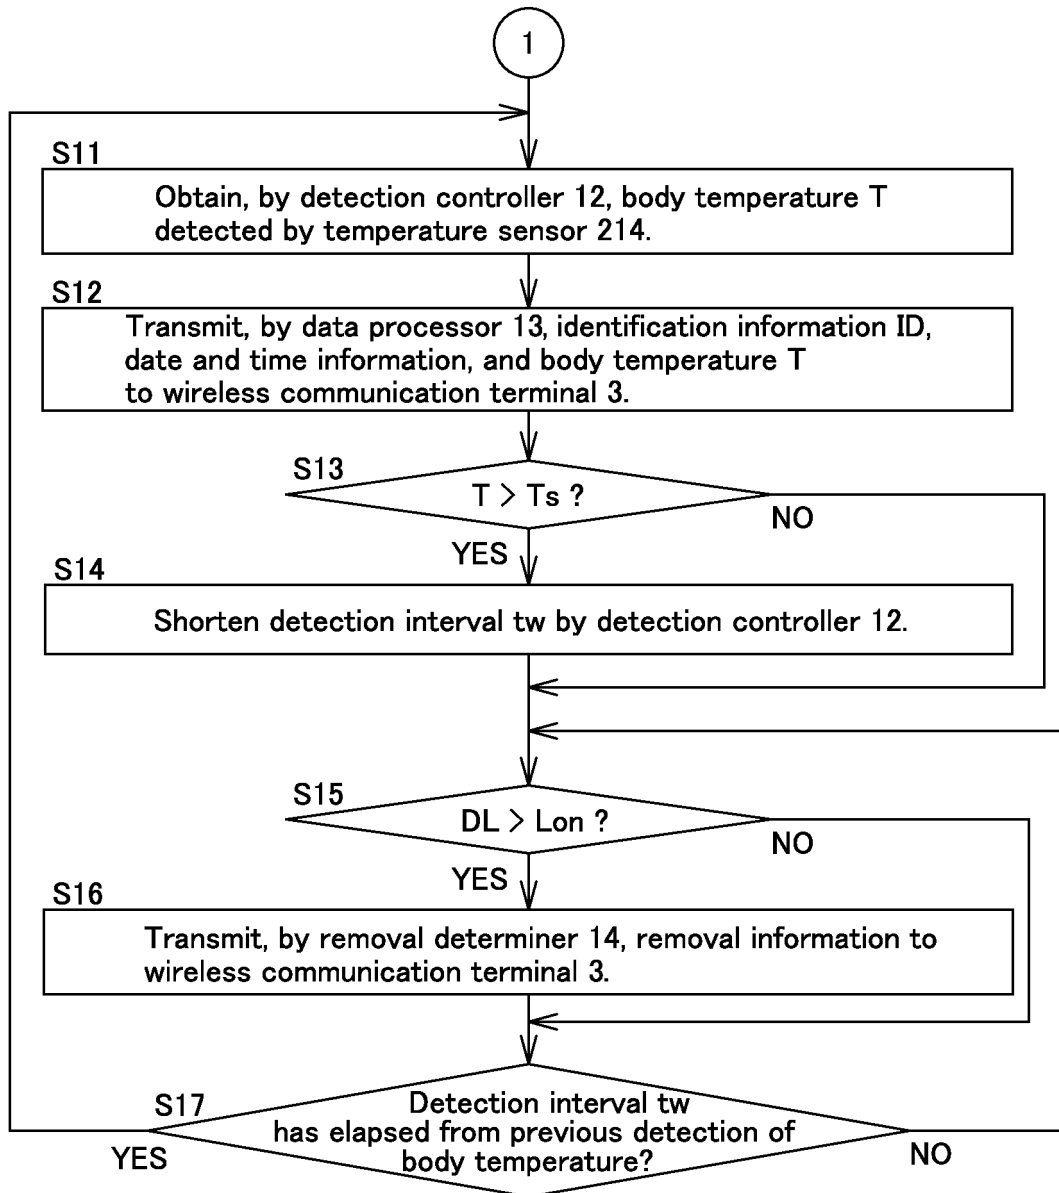 1
S11
Obtain, by detection controller 12, body temperature T
detected by temperature sensor 214.
S12
Transmit, by data processor 13, identification information ID,
date and time information, and body temperature T
to wireless communication terminal 3.
S13
T > Ts ?
NO
YES
S14
Shorten detection interval tw by detection controller 12.
S15
DL > Lon ?
NO
YES
S16
Transmit, by removal determiner 14, removal information to
wireless communication terminal 3.
S17
Detection interval tw
has elapsed from previous detection of
body temperature?
YES
NO